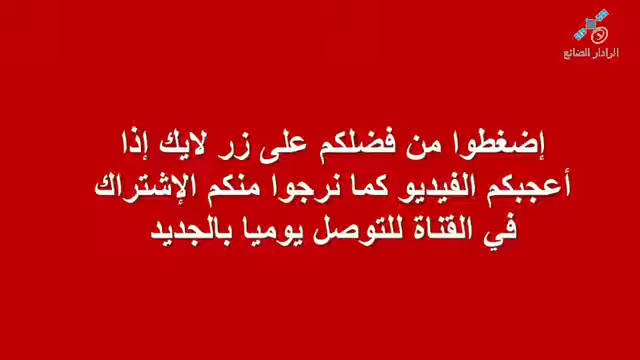 الرادار الضائع
إضغطوا من فضلكم على زر لايك إذا
أعجبكم الفيديو كما نرجوا منكم الإشتراك
في القناة للتوصل يوميا بالجديد